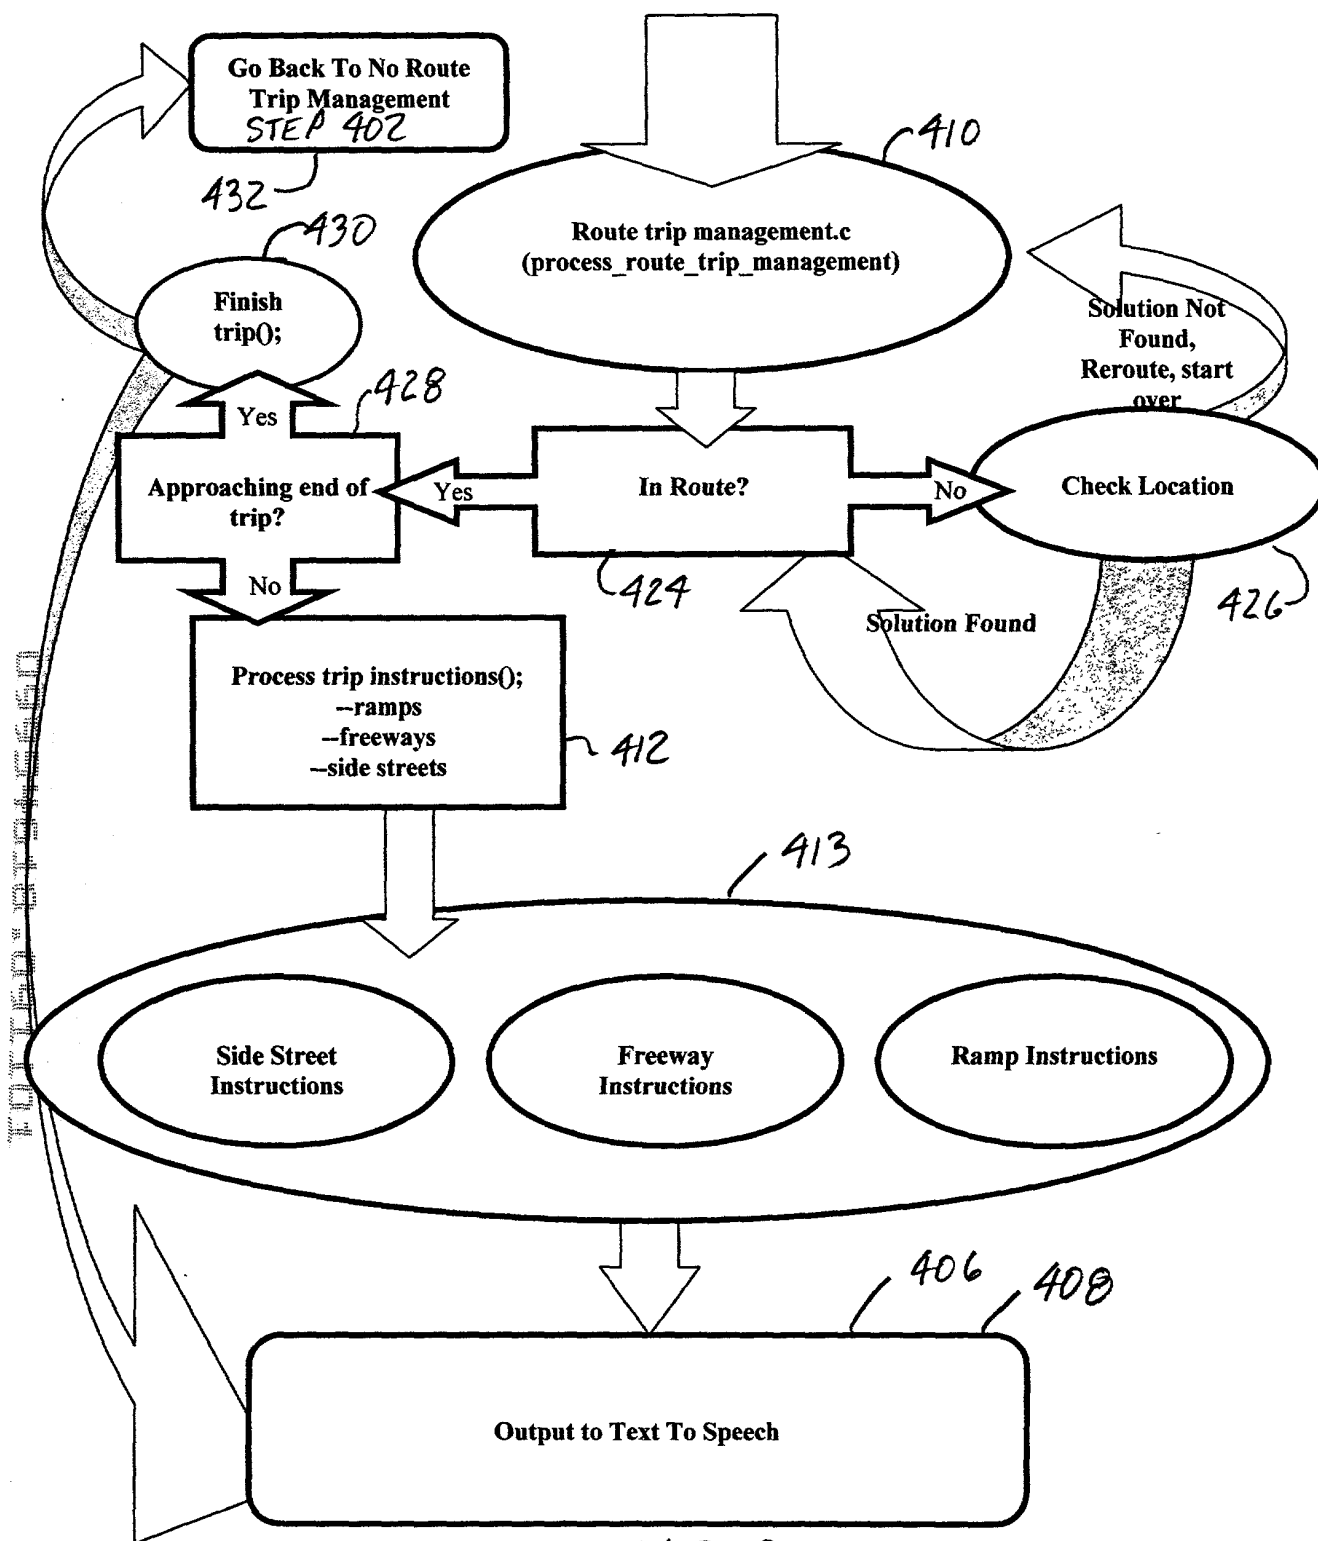 Go Back To No Route
Trip Management
STEP 402
432
410
Route trip management.c
(process_route_trip_management)
430
Finish
trip();
Solution Not
Found,
Reroute, start
over
428
Yes
Approaching end of
trip?
Yes
In Route?
No
Check Location
No
424
426
Solution Found
Process trip instructions();
--ramps
--freeways
--side streets
412
413
Side Street
Instructions
Freeway
Instructions
Ramp Instructions
406
408
Output to Text To Speech